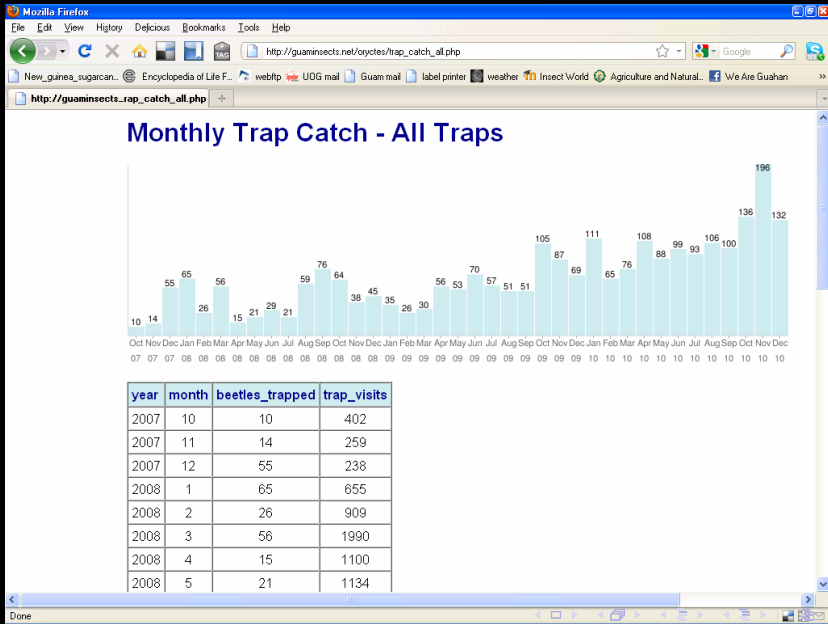 Mozilla Firefox
File Edit View History Delicious Bookmarks Tools Help
http://guaminsects.net/oryctes/trap_catch_all.php Google
New_guinea_sugarcan... Encyclopedia of Life F... webftp UOG mail Guam mail label printer weather Insect World Agriculture and Natural... We Are Guahan »
http://guaminsects_rap_catch_all.php
Monthly Trap Catch - All Traps
10 14 55 65 26 56 15 21 29 21 59 76 64 38 45 35 26 30 56 53 70 57 51 51 105 87 69 111 65 76 108 88 99 93 106 100 136 196 132
Oct Nov Dec Jan Feb Mar Apr May Jun Jul Aug Sep Oct Nov Dec Jan Feb Mar Apr May Jun Jul Aug Sep Oct Nov Dec Jan Feb Mar Apr May Jun Jul Aug Sep Oct Nov Dec
07 07 07 08 08 08 08 08 08 08 08 08 08 08 08 09 09 09 09 09 09 09 09 09 09 09 09 10 10 10 10 10 10 10 10 10 10 10 10
year month beetles_trapped trap_visits
2007 10 10 402
2007 11 14 259
2007 12 55 238
2008 1 65 655
2008 2 26 909
2008 3 56 1990
2008 4 15 1100
2008 5 21 1134
Done